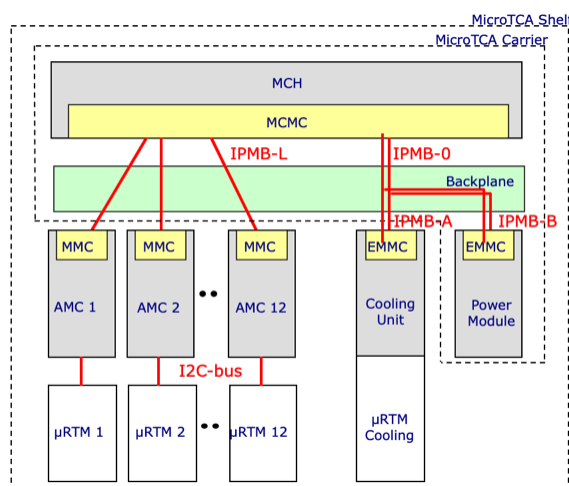 MicroTCA Shelf
MicroTCA Carrier
MCH
MCMC
IPMB-L
IPMB-0
Backplane
IPMB-A
IPMB-B
MMC
MMC
MMC
EMMC
EMMC
AMC 1
AMC 2
AMC 12
Cooling
Unit
Power
Module
I2C-bus
µRTM 1
µRTM 2
µRTM 12
µRTM
Cooling